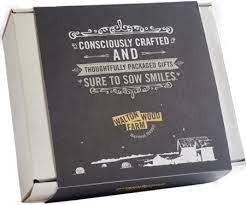 CONSCIOUSLY CRAFTED
AND
THOUGHTFULLY PACKAGED GIFTS
SURE TO SOW SMILES
WALTON WOOD
FARM